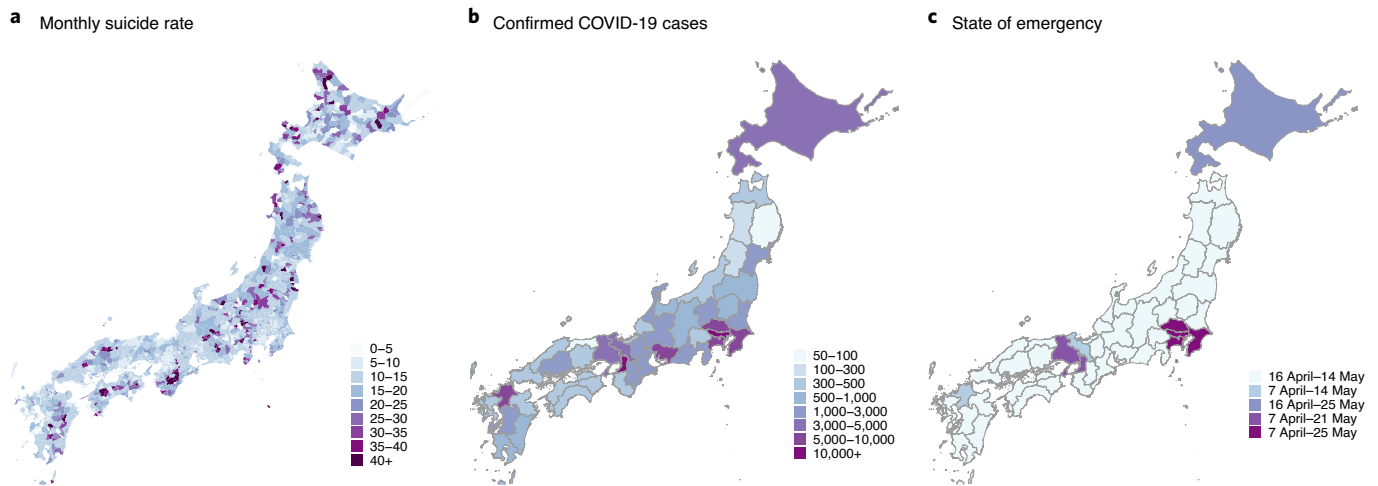 a Monthly suicide rate
0–5
5–10
10–15
15–20
20–25
25–30
30–35
35–40
40+
b Confirmed COVID-19 cases
50–100
100–300
300–500
500–1,000
1,000–3,000
3,000–5,000
5,000–10,000
10,000+
c State of emergency
16 April–14 May
7 April–14 May
16 April–25 May
7 April–21 May
7 April–25 May